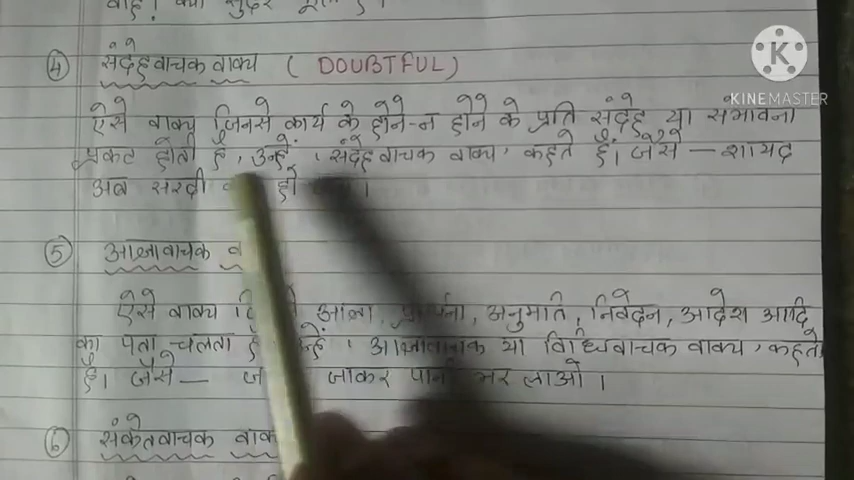 वाह! क्या सुंदर
K
KINEMASTER
④ संदेहवाचक वाक्य ( DOUBTFUL )
ऐसे वाक्य जिनसे कार्य के होने-न होने के प्रति संदेह या संभावना
प्रकट होती है, उन्हें 'संदेहवाचक वाक्य' कहते हैं। जैसे — शायद
अब सरदी हो
⑤ आज्ञावाचक
ऐसे वाक्य आज्ञा, प्रार्थना, अनुमति, निवेदन, आदेश आदि
का पता चलता है 'आज्ञावाचक या विधिवाचक वाक्य' कहते
हैं। जैसे — जाकर पानी भर लाओ।
⑥ संकेतवाचक वाक